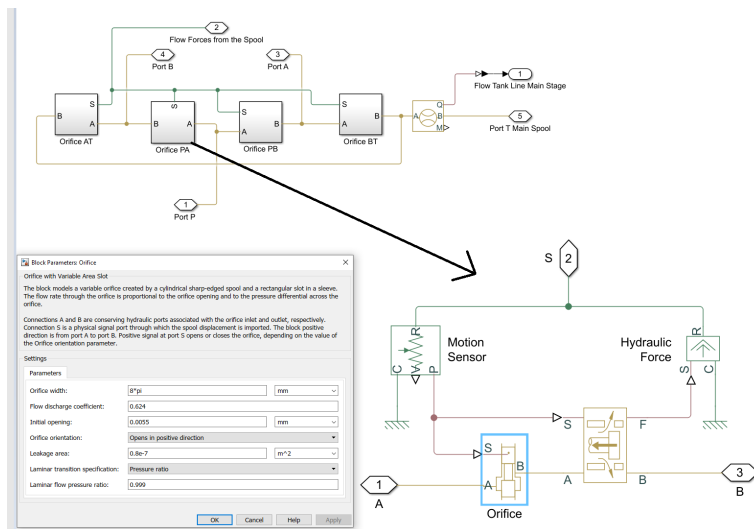 2
Flow Forces from the Spool
4
Port B
3
Port A
1
Flow Tank Line Main Stage
B
S
A
Orifice AT
S
B
A
Orifice PA
S
B
A
Orifice PB
S
B
A
Orifice BT
Q
A
B
M
5
Port T Main Spool
1
Port P
Block Parameters: Orifice
Orifice with Variable Area Slot
The block models a variable orifice created by a cylindrical sharp-edged spool and a rectangular slot in a sleeve.
The flow rate through the orifice is proportional to the orifice opening and to the pressure differential across the
orifice.
Connections A and B are conserving hydraulic ports associated with the orifice inlet and outlet, respectively.
Connection S is a physical signal port through which the spool displacement is imported. The block positive
direction is from port A to port B. Positive signal at port S opens or closes the orifice, depending on the value of
the Orifice orientation parameter.
Settings
Parameters
Orifice width: 8*pi mm
Flow discharge coefficient: 0.624
Initial opening: 0.0055 mm
Orifice orientation: Opens in positive direction
Leakage area: 0.8e-7 m^2
Laminar transition specification: Pressure ratio
Laminar flow pressure ratio: 0.999
OK Cancel Help Apply
S 2
R
C V P
Motion
Sensor
R
S C
Hydraulic
Force
S F
A B
S
B
A
Orifice
1
A
3
B